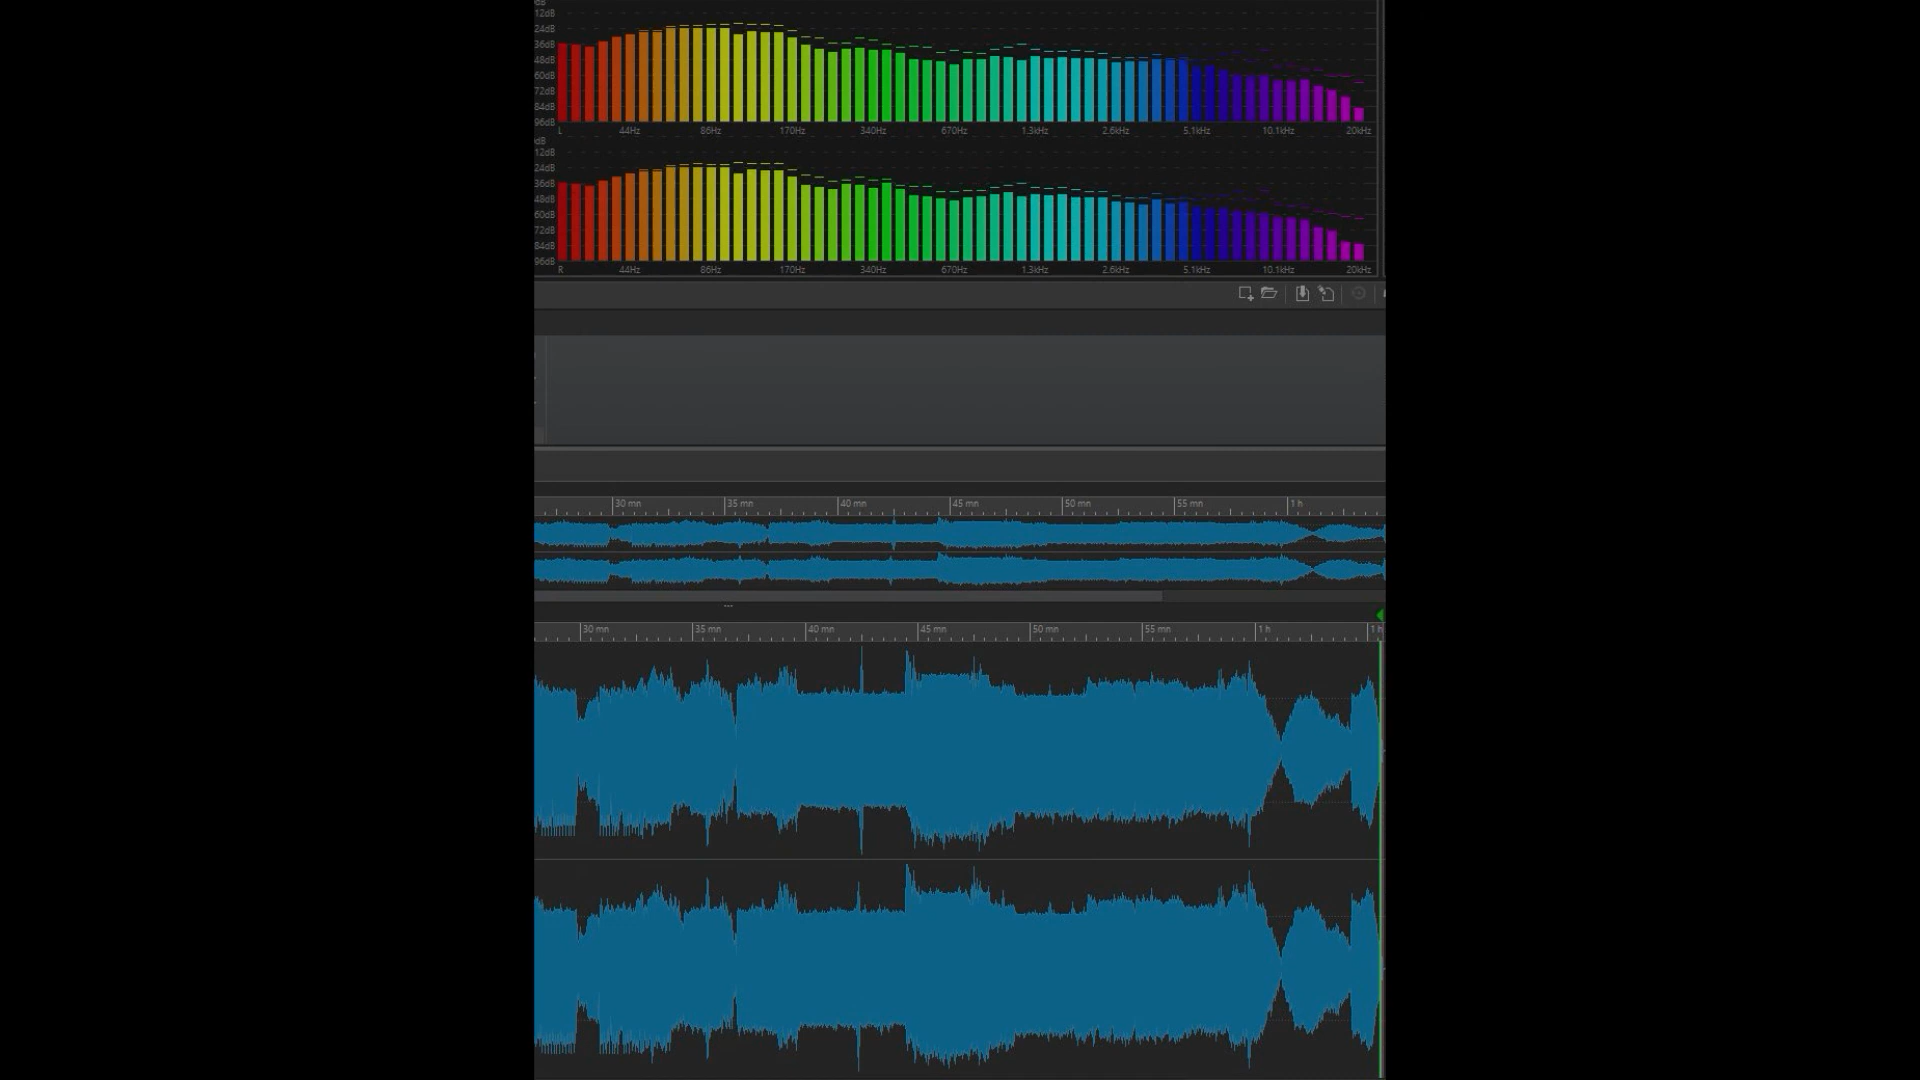 12dB
24dB
36dB
48dB
60dB
72dB
84dB
96dB
L 44Hz 86Hz 170Hz 340Hz 670Hz 1.3kHz 2.6kHz 5.1kHz 10.1kHz 20kHz
dB
12dB
24dB
36dB
48dB
60dB
72dB
84dB
96dB
R 44Hz 86Hz 170Hz 340Hz 670Hz 1.3kHz 2.6kHz 5.1kHz 10.1kHz 20kHz
30 mn 35 mn 40 mn 45 mn 50 mn 55 mn 1 h
30 mn 35 mn 40 mn 45 mn 50 mn 55 mn 1 h 1 h